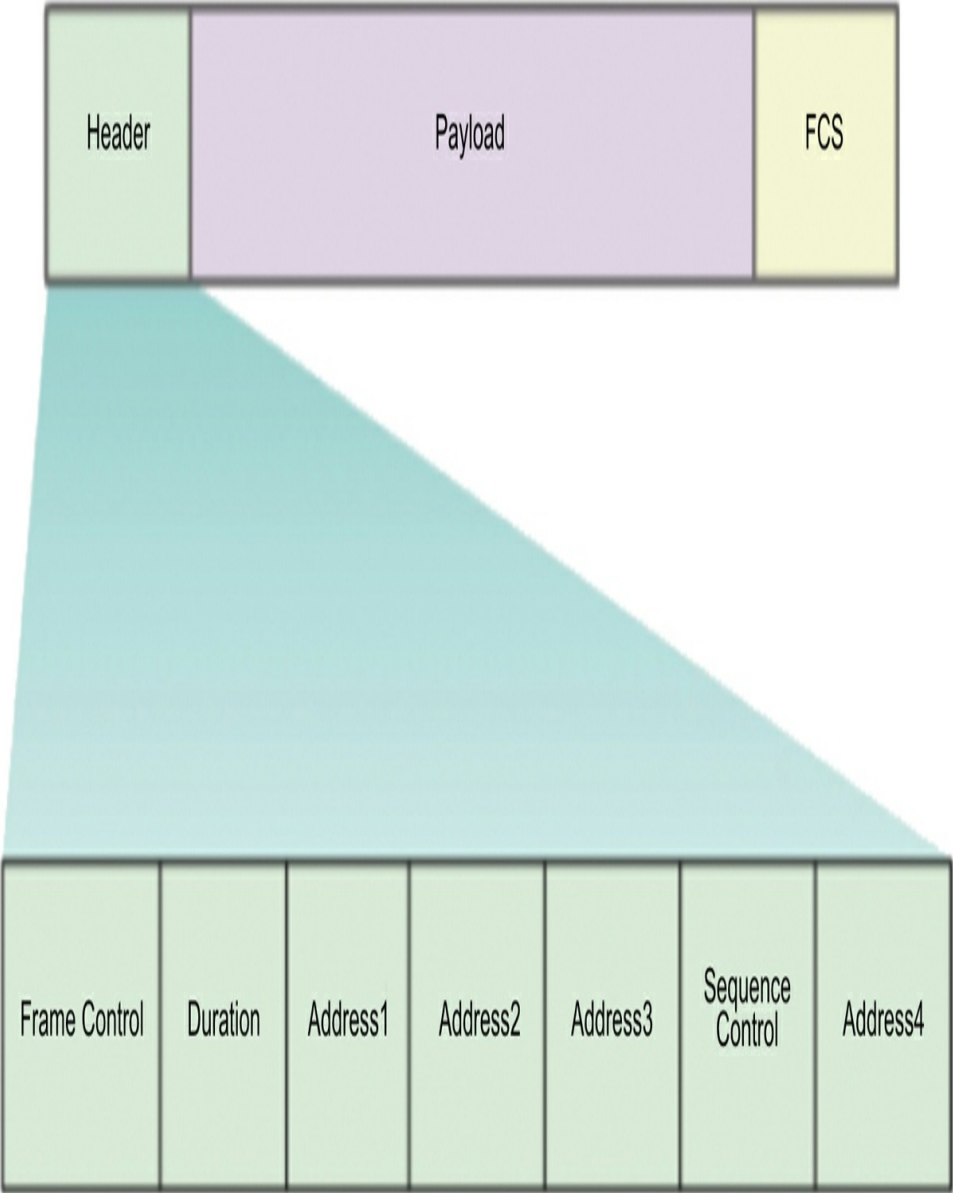 Header
Payload
FCS
Frame Control
Duration
Address1
Address2
Address3
Sequence
Control
Address4